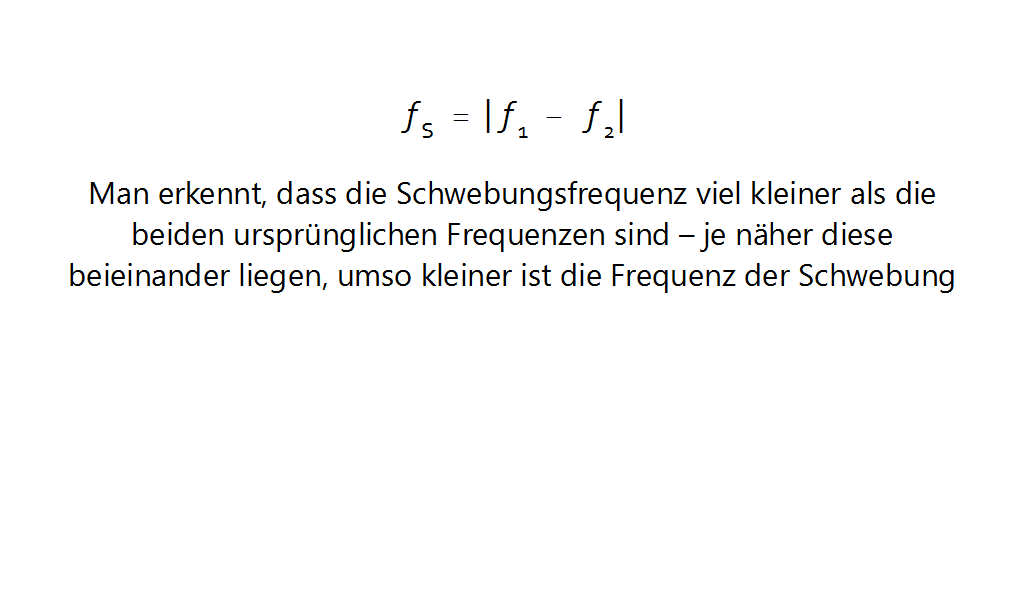 f_S = |f_1 − f_2|
Man erkennt, dass die Schwebungsfrequenz viel kleiner als die
beiden ursprünglichen Frequenzen sind – je näher diese
beieinander liegen, umso kleiner ist die Frequenz der Schwebung